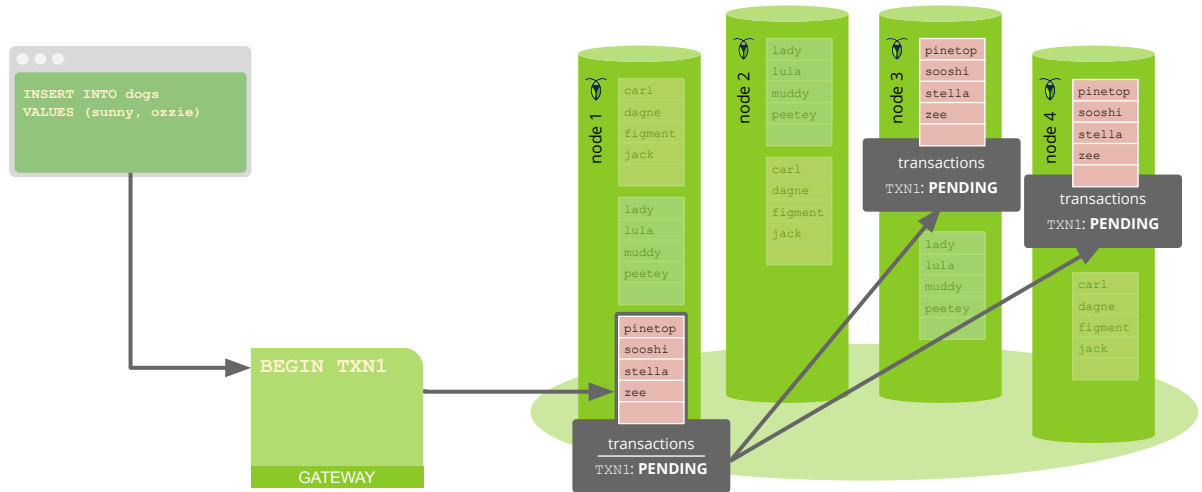 INSERT INTO dogs
VALUES (sunny, ozzie)
BEGIN TXN1
GATEWAY
node 1
carl
dagne
figment
jack
lady
lula
muddy
peetey
pinetop
sooshi
stella
zee
transactions
TXN1: PENDING
node 2
lady
lula
muddy
peetey
carl
dagne
figment
jack
node 3
pinetop
sooshi
stella
zee
transactions
TXN1: PENDING
lady
lula
muddy
peetey
node 4
pinetop
sooshi
stella
zee
transactions
TXN1: PENDING
carl
dagne
figment
jack